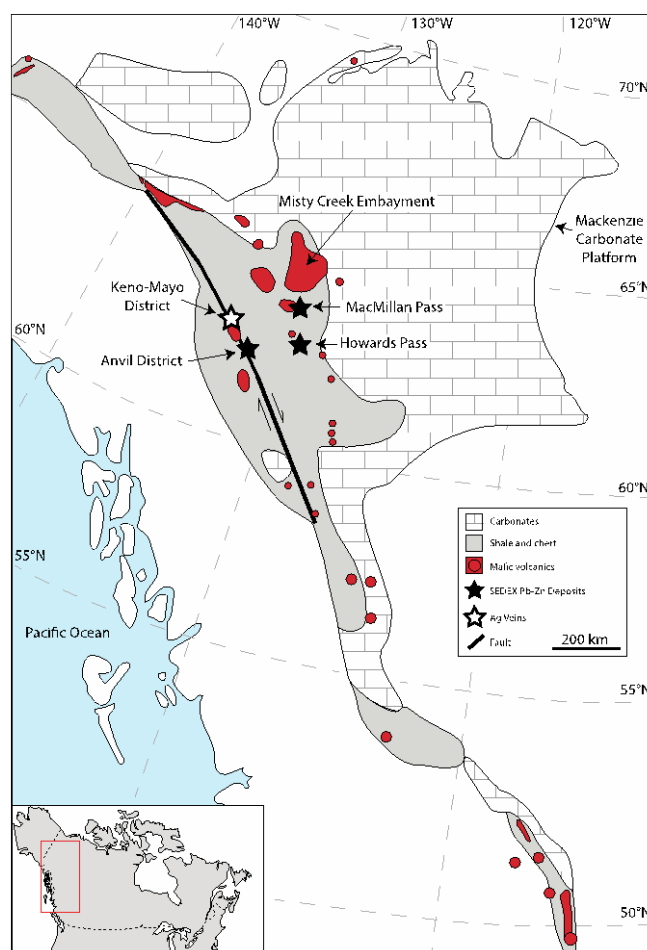 140°W
130°W
120°W
70°N
Misty Creek Embayment
Mackenzie
Carbonate
Platform
Keno-Mayo
District
65°N
MacMillan Pass
60°N
Anvil District
Howards Pass
60°N
Carbonates
Shale and chert
Mafic volcanics
SEDEX Pb-Zn Deposits
Ag Veins
Fault
200 km
55°N
Pacific Ocean
55°N
50°N